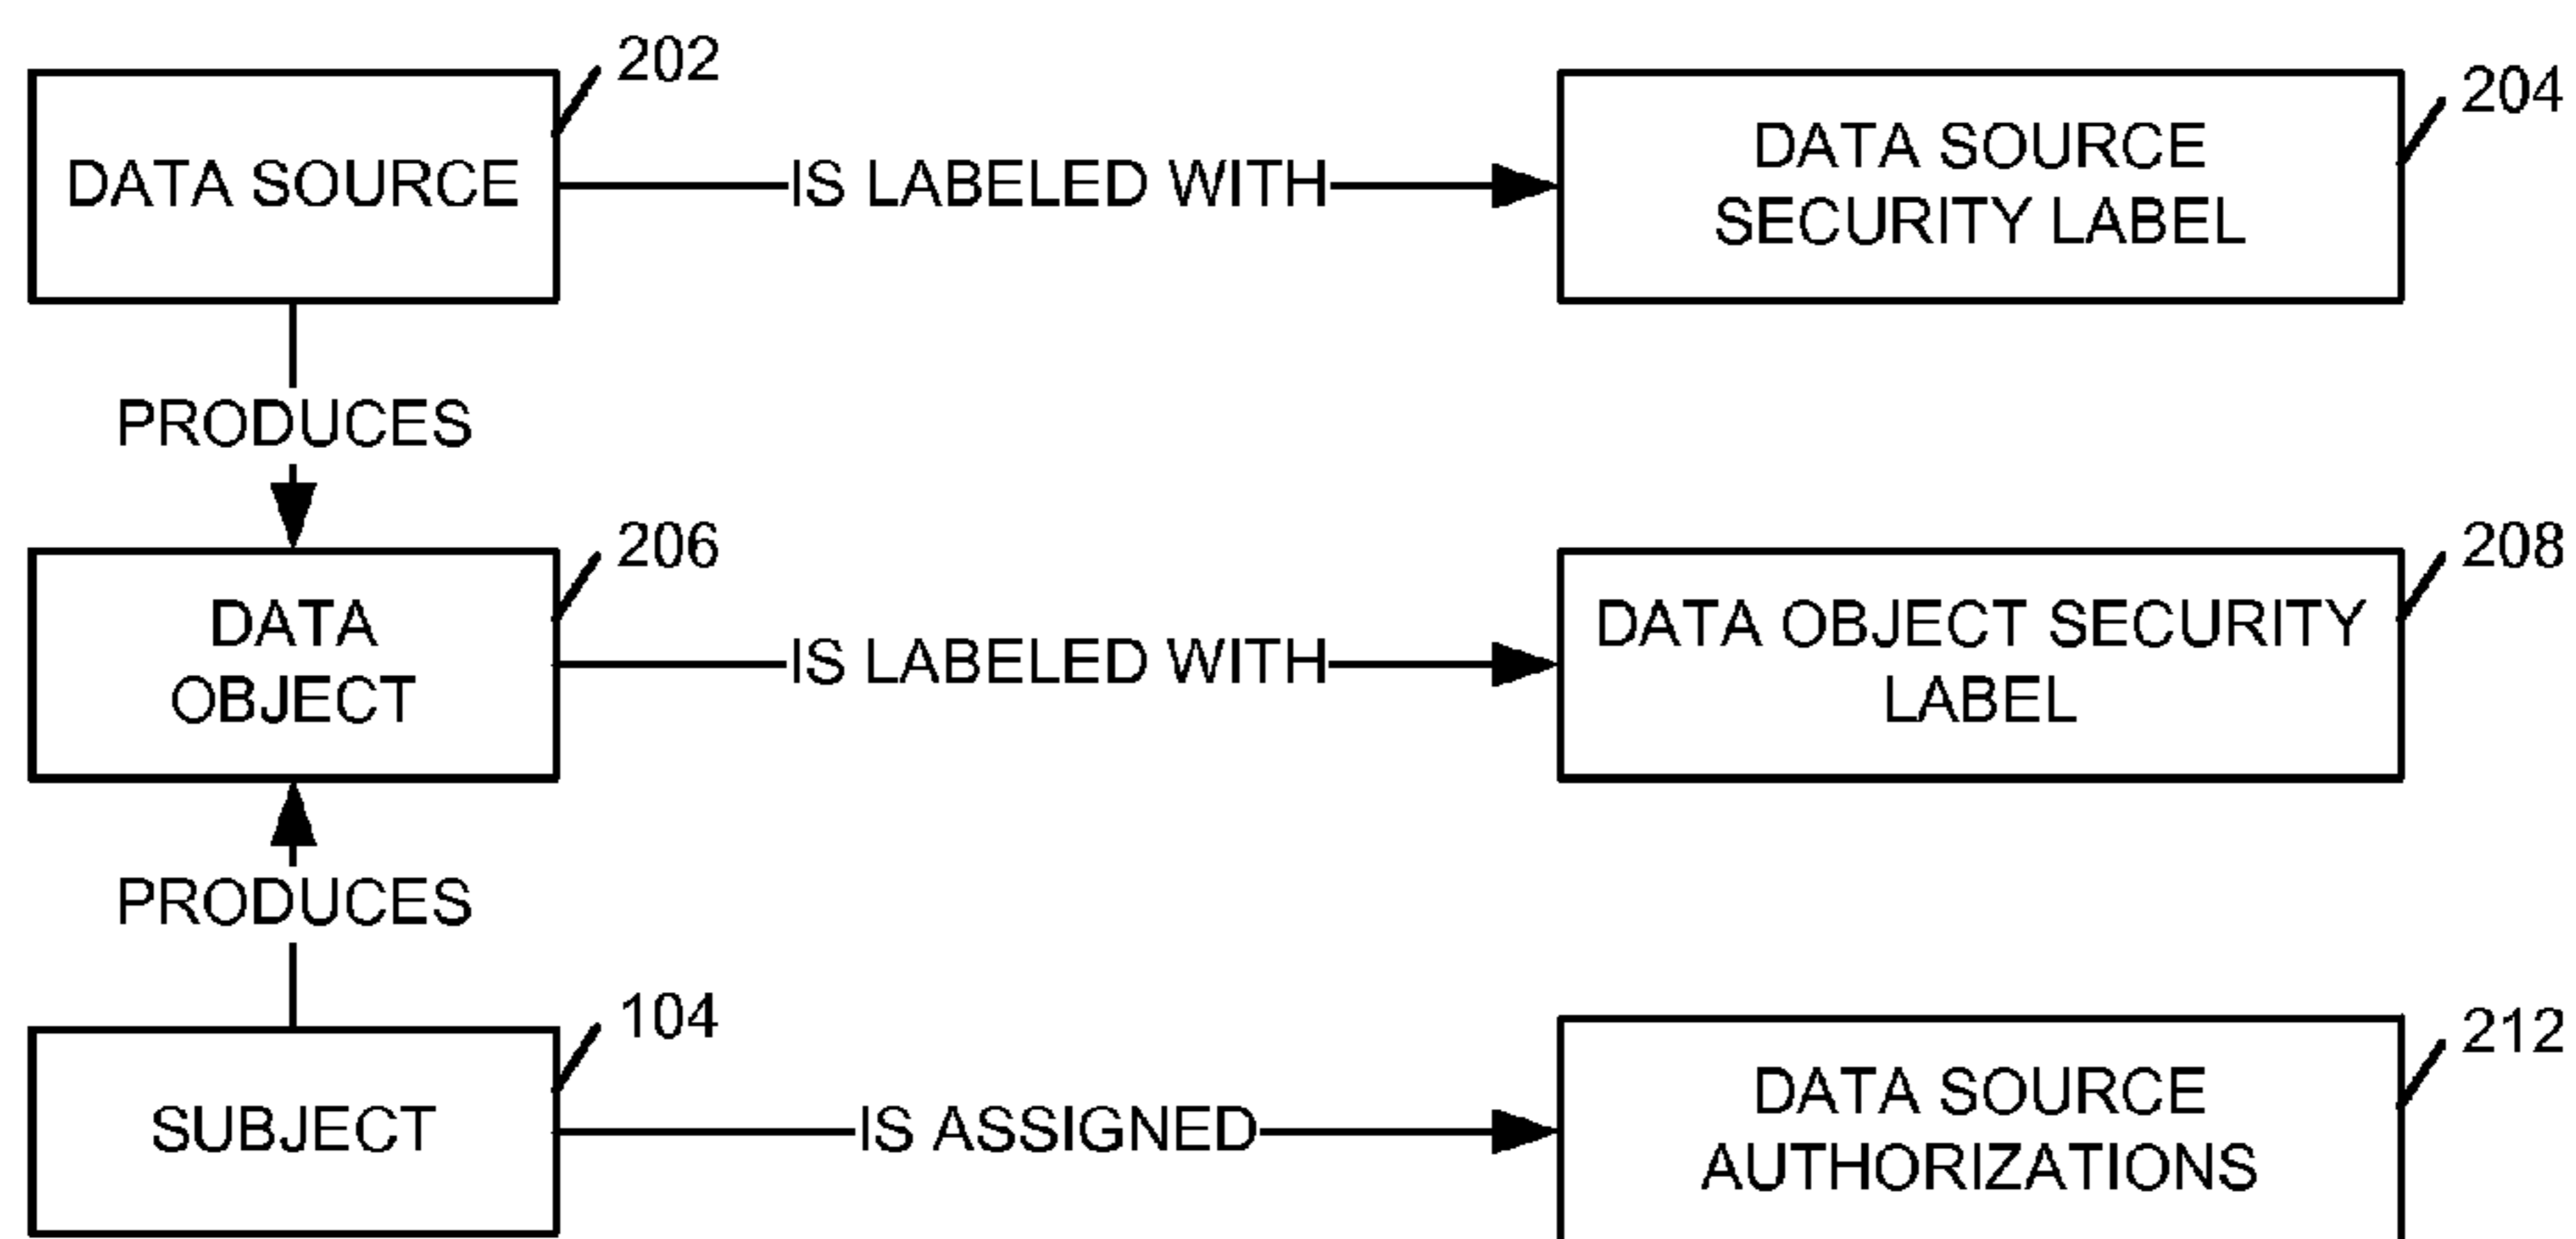 202
204
DATA SOURCE
IS LABELED WITH
DATA SOURCE
SECURITY LABEL
PRODUCES
206
208
DATA
OBJECT
IS LABELED WITH
DATA OBJECT SECURITY
LABEL
PRODUCES
104
212
SUBJECT
IS ASSIGNED
DATA SOURCE
AUTHORIZATIONS